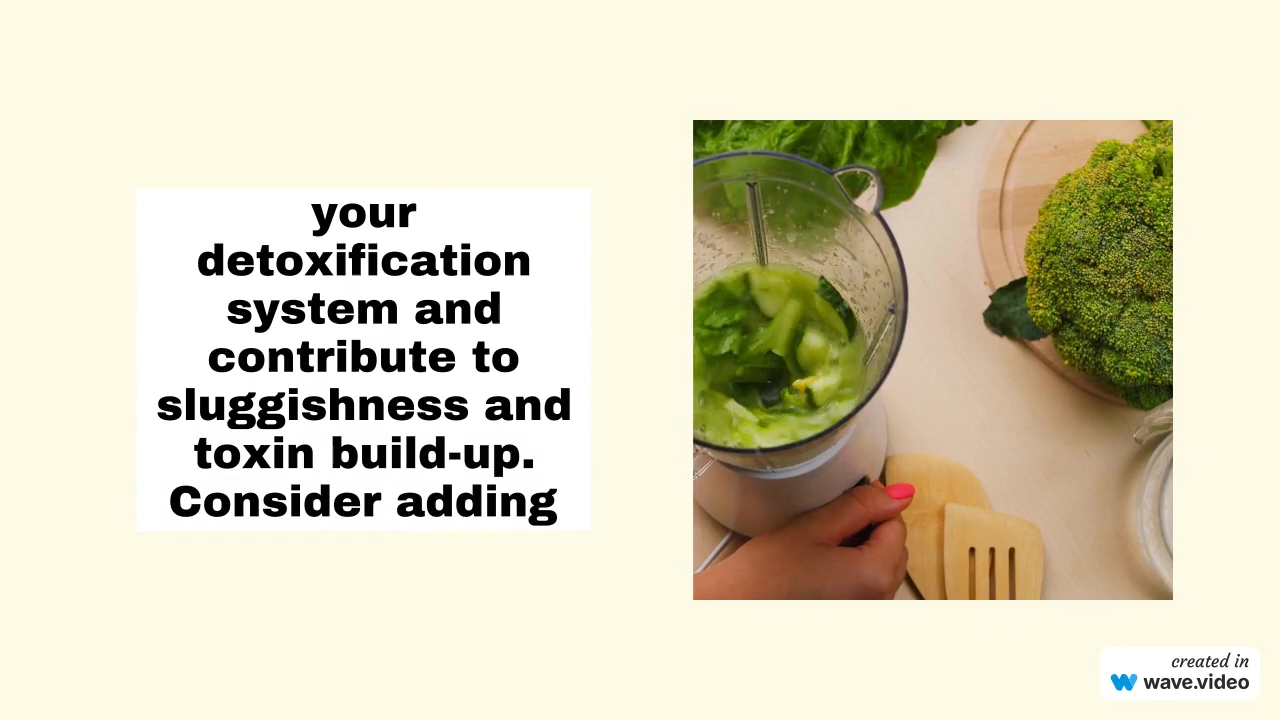 your
detoxification
system and
contribute to
sluggishness and
toxin build-up.
Consider adding
created in
wave.video